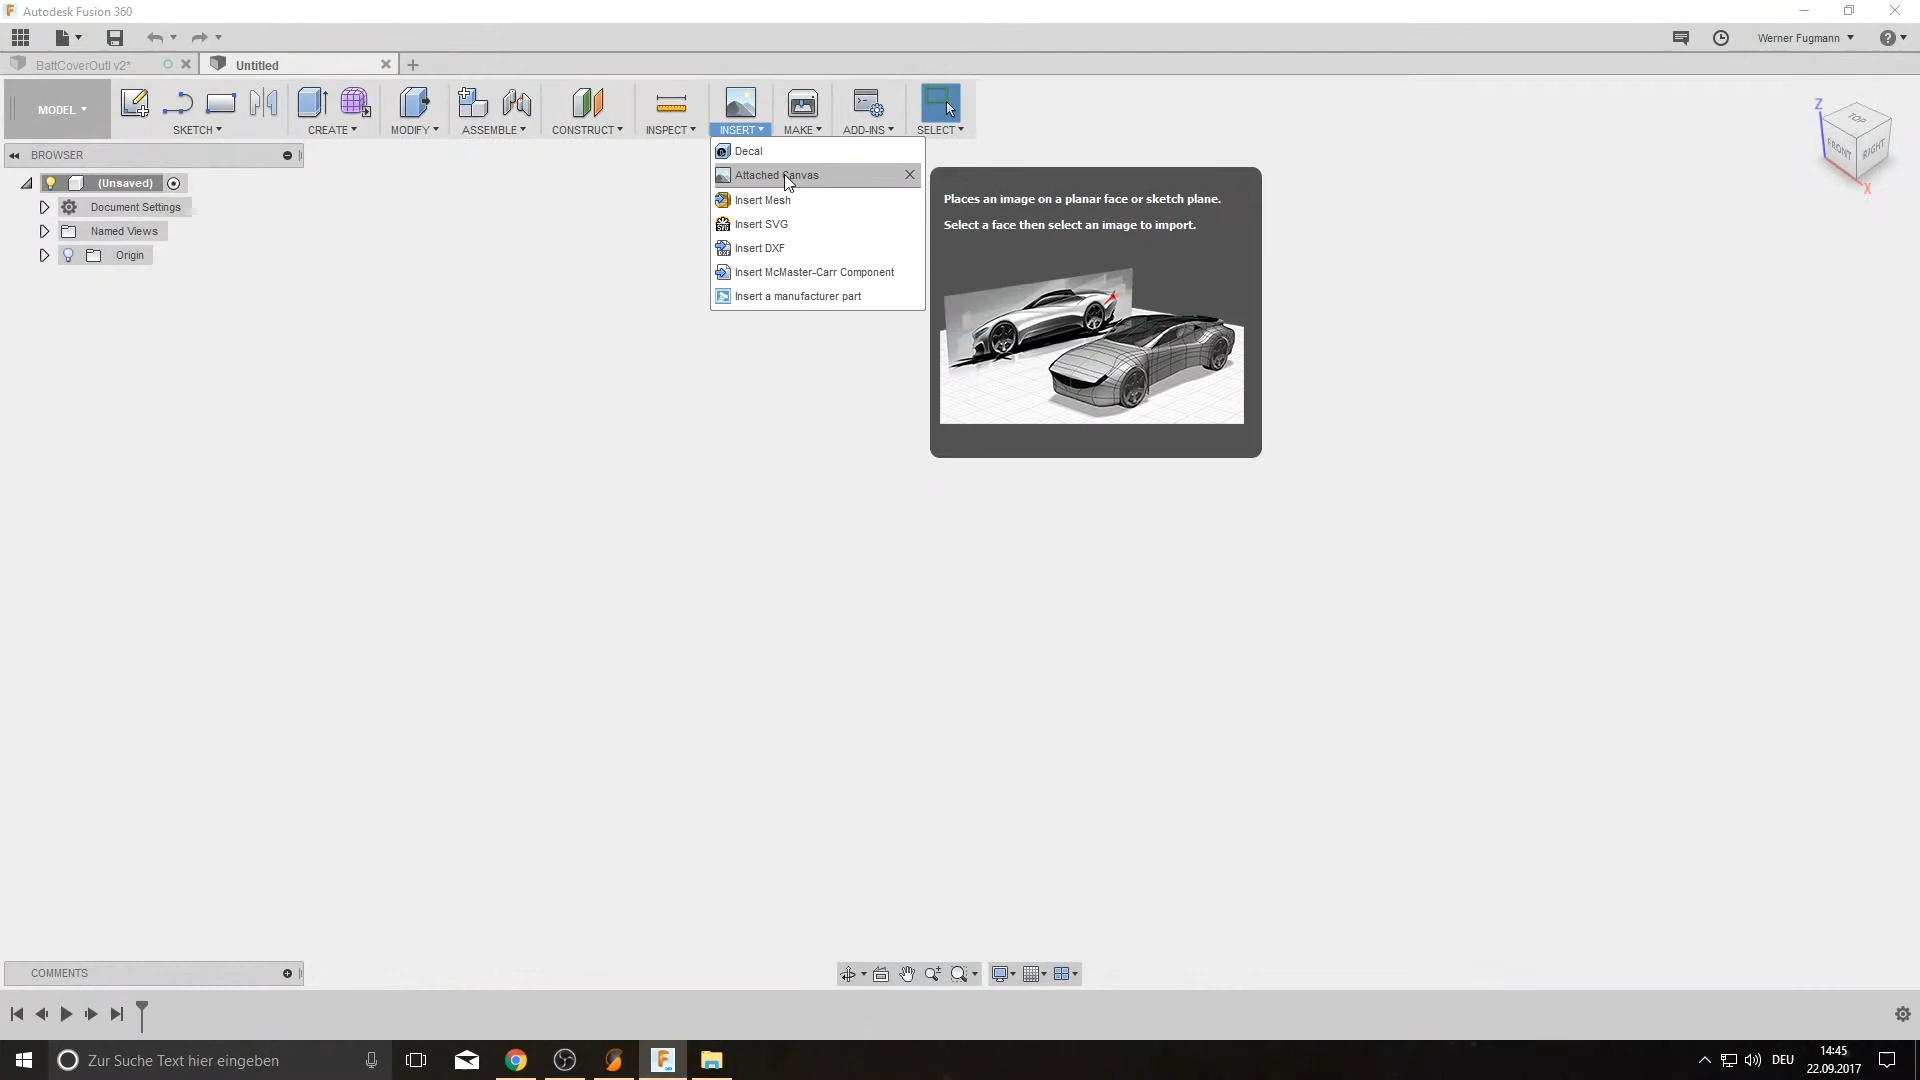 Autodesk Fusion 360
Werner Fugmann
BattCoverOutl v2*
Untitled
MODEL
SKETCH
CREATE
MODIFY
ASSEMBLE
CONSTRUCT
INSPECT
INSERT
MAKE
ADD-INS
SELECT
BROWSER
(Unsaved)
Document Settings
Named Views
Origin
Decal
Attached Canvas
Insert Mesh
Insert SVG
Insert DXF
Insert McMaster-Carr Component
Insert a manufacturer part
Places an image on a planar face or sketch plane.
Select a face then select an image to import.
Z
TOP
FRONT
RIGHT
X
COMMENTS
Zur Suche Text hier eingeben
DEU
14:45
22.09.2017